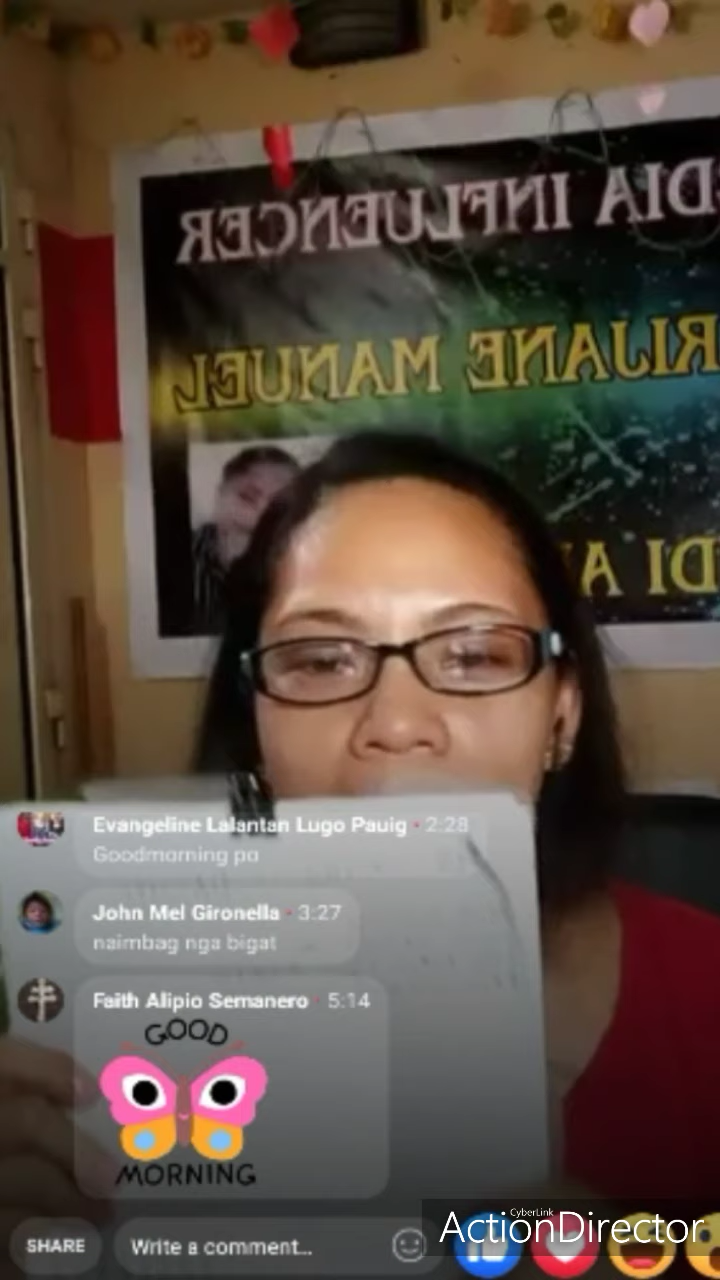 DIA INFLUENCER
RIJANE MANUEL
DI A
Evangeline Lalantan Lugo Pauig • 2:28
Goodmorning po
John Mel Gironella • 3:27
naimbag nga bigat
Faith Alipio Semanero • 5:14
GOOD
MORNING
SHARE
Write a comment...
CyberLink
ActionDirector